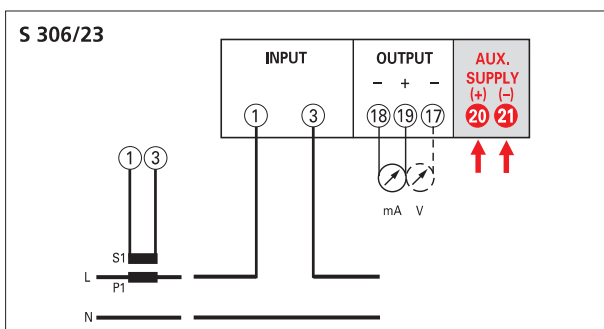 S 306/23
INPUT
OUTPUT
AUX.
SUPPLY
− + −
(+) (−)
1 3 18 19 17 20 21
1 3
mA V
S1
L
P1
N